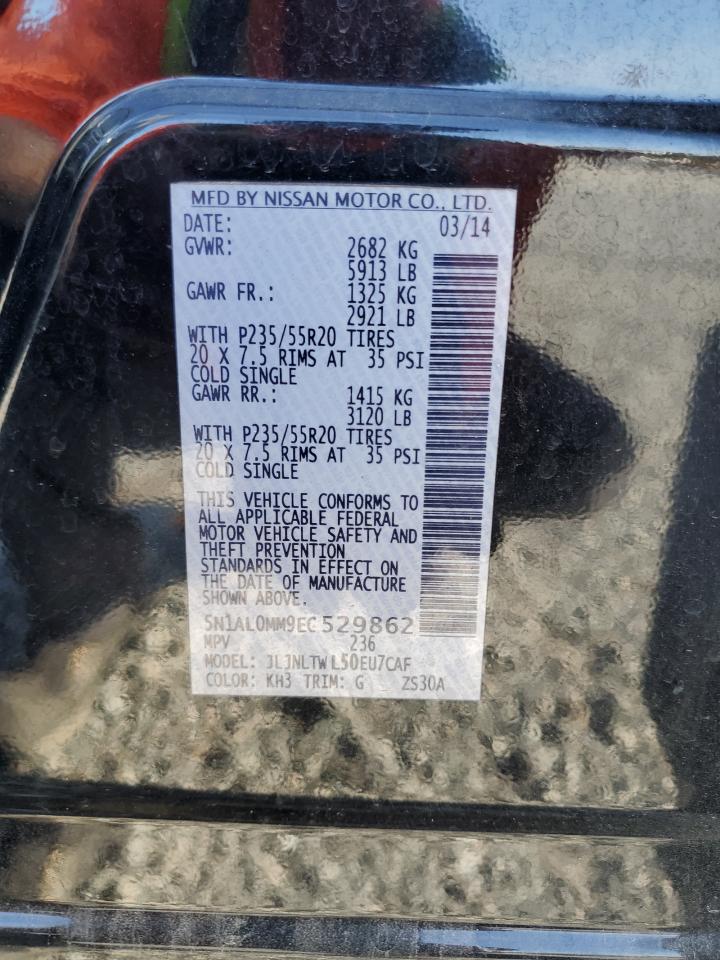 MFD BY NISSAN MOTOR CO., LTD.
DATE: 03/14
GVWR: 2682 KG
5913 LB
GAWR FR.: 1325 KG
2921 LB
WITH P235/55R20 TIRES
20 X 7.5 RIMS AT 35 PSI
COLD SINGLE
GAWR RR.: 1415 KG
3120 LB
WITH P235/55R20 TIRES
20 X 7.5 RIMS AT 35 PSI
COLD SINGLE
THIS VEHICLE CONFORMS TO
ALL APPLICABLE FEDERAL
MOTOR VEHICLE SAFETY AND
THEFT PREVENTION
STANDARDS IN EFFECT ON
THE DATE OF MANUFACTURE
SHOWN ABOVE.
5N1AL0MM9EC529862
MPV 236
MODEL: JLJNLTWL50EU7CAF
COLOR: KH3 TRIM: G ZS30A